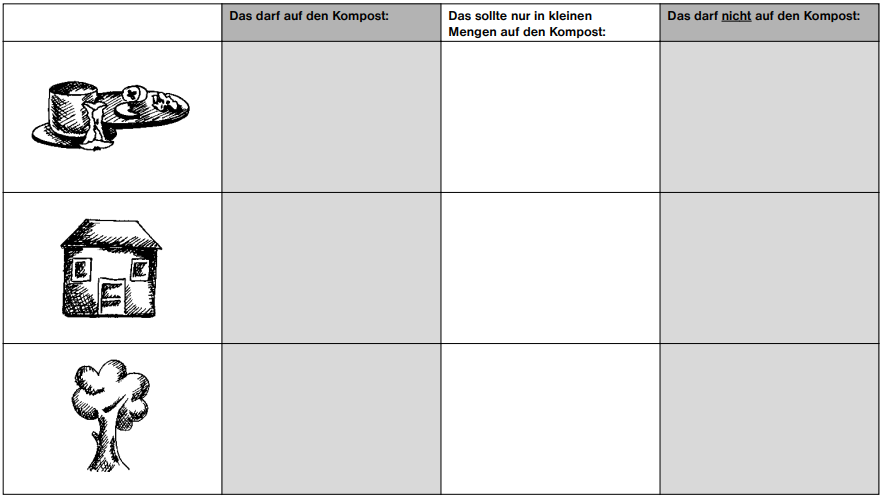 Das darf auf den Kompost:
Das sollte nur in kleinen
Mengen auf den Kompost:
Das darf nicht auf den Kompost: